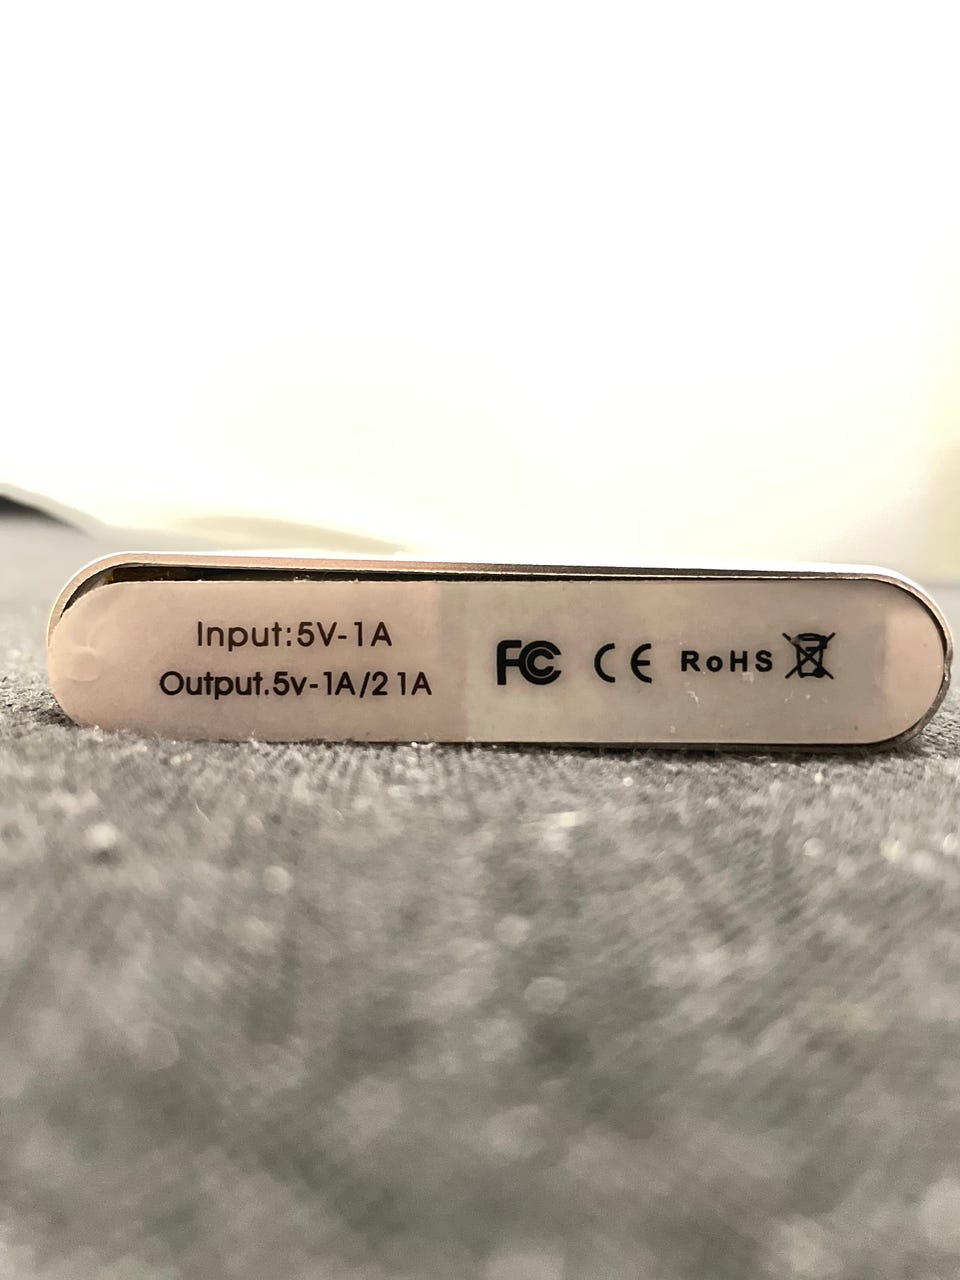 Input:5V-1A
Output.5v-1A/2 1A
FC CE RoHS